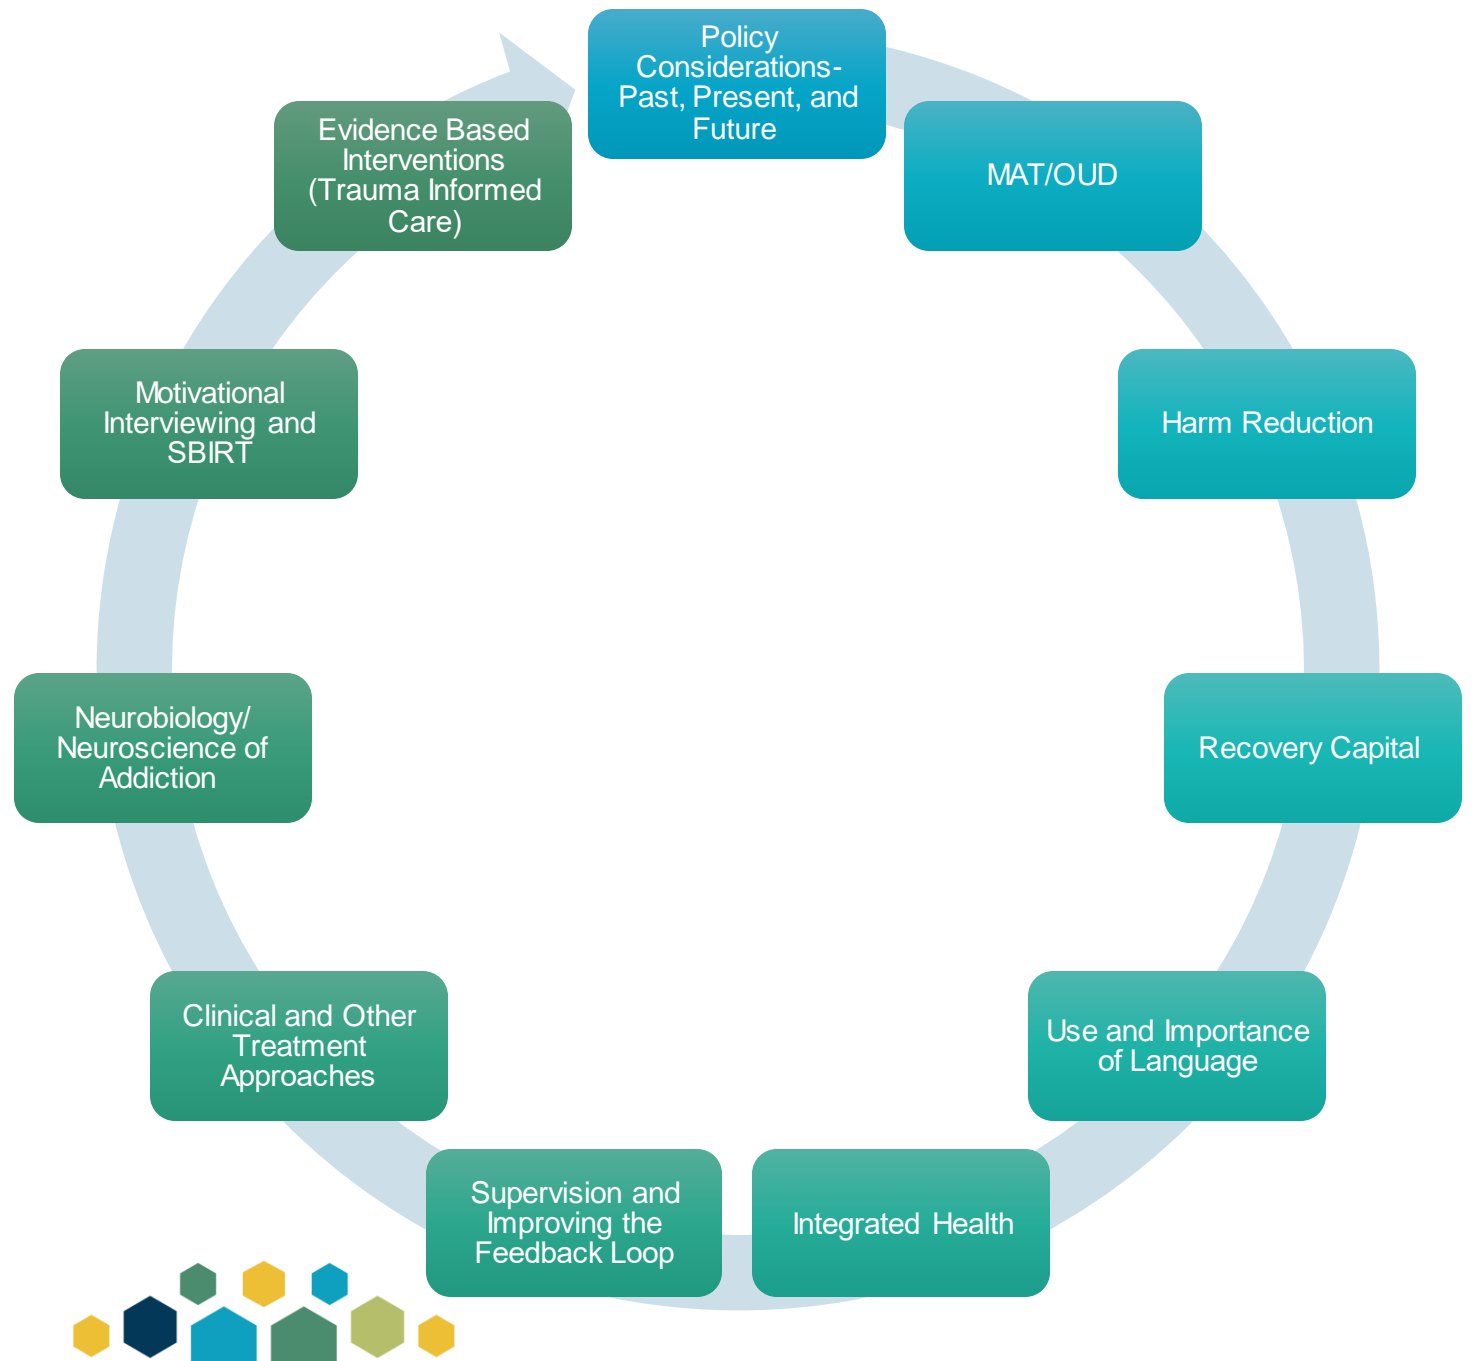 Policy
Considerations-
Past, Present, and
Future
MAT/OUD
Harm Reduction
Recovery Capital
Use and Importance
of Language
Integrated Health
Supervision and
Improving the
Feedback Loop
Clinical and Other
Treatment
Approaches
Neurobiology/
Neuroscience of
Addiction
Motivational
Interviewing and
SBIRT
Evidence Based
Interventions
(Trauma Informed
Care)